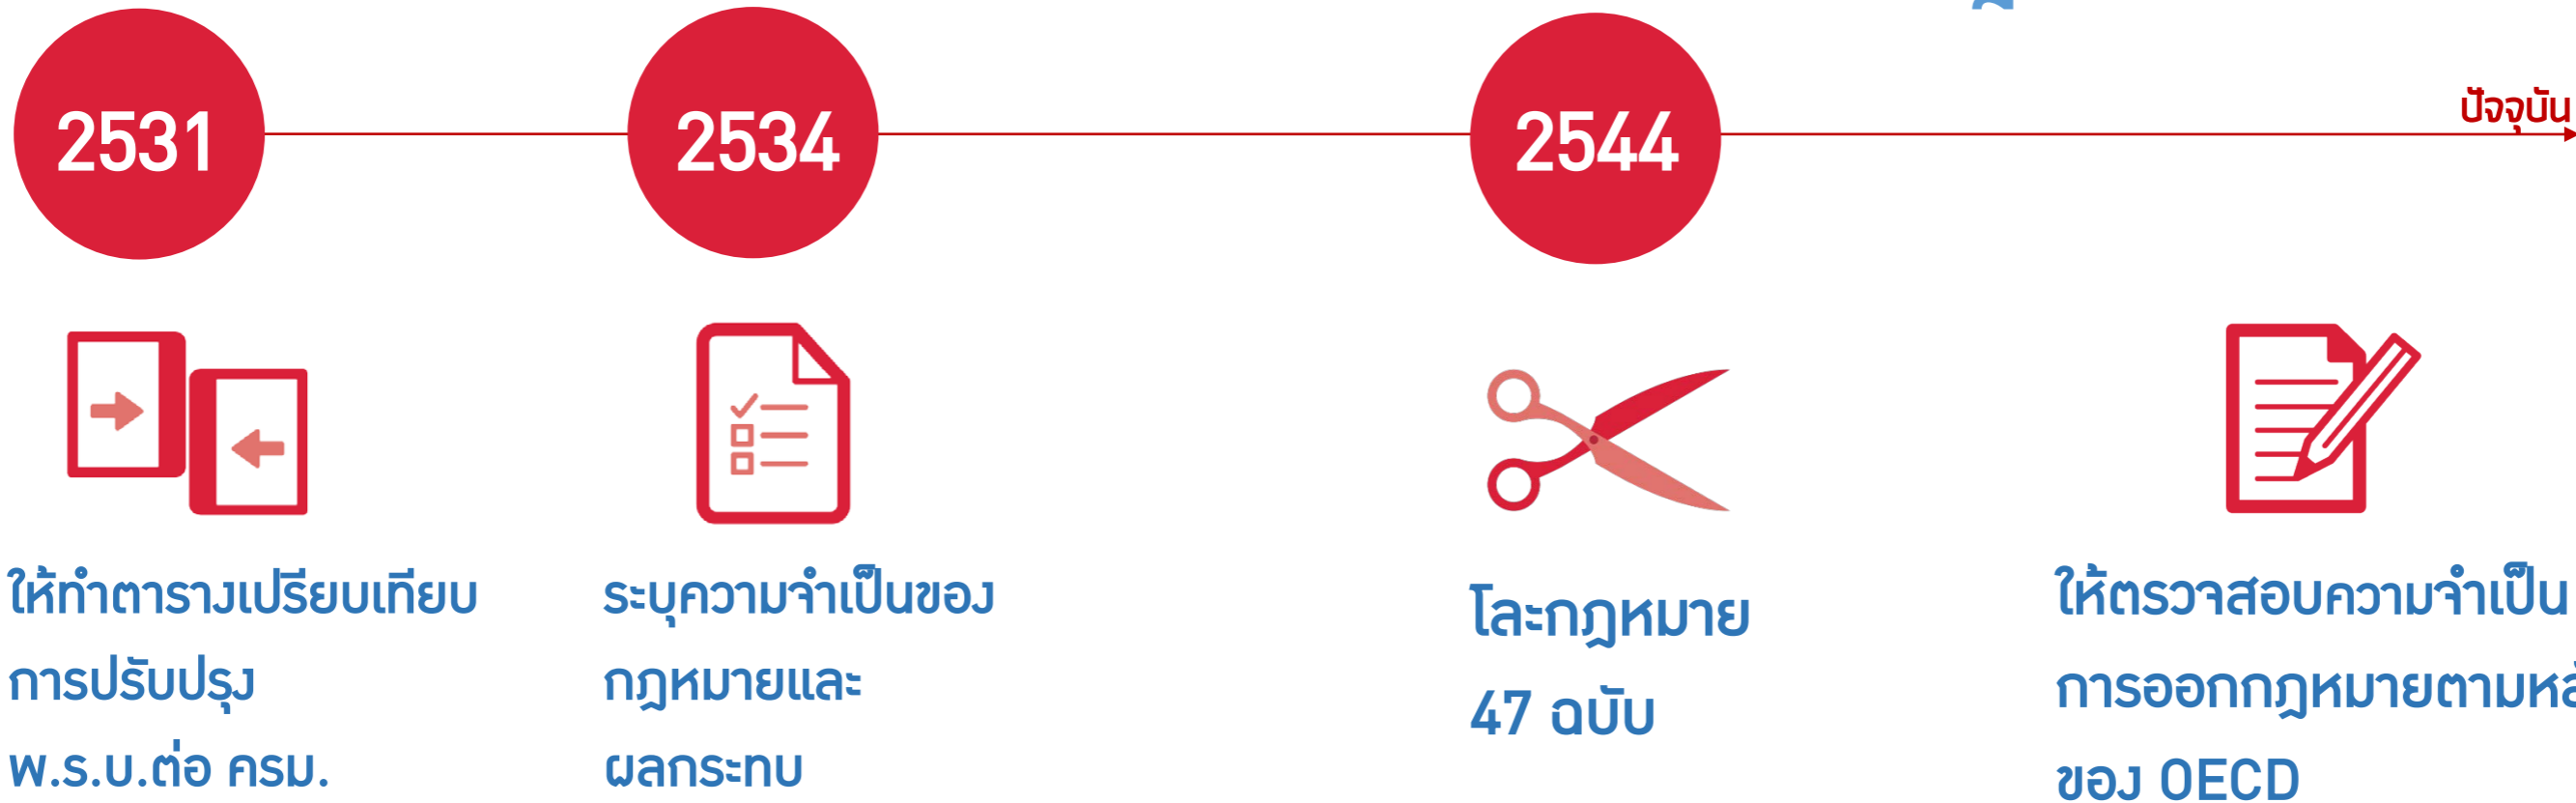 2531
2534
2544
ปัจจุบัน
ให้ทำตารางเปรียบเทียบ
การปรับปรุง
พ.ร.บ.ต่อ ครม.
ระบุความจำเป็นของ
กฎหมายและ
ผลกระทบ
โละกฎหมาย
47 ฉบับ
ให้ตรวจสอบความจำเป็น
การออกกฎหมายตามห
ของ OECD